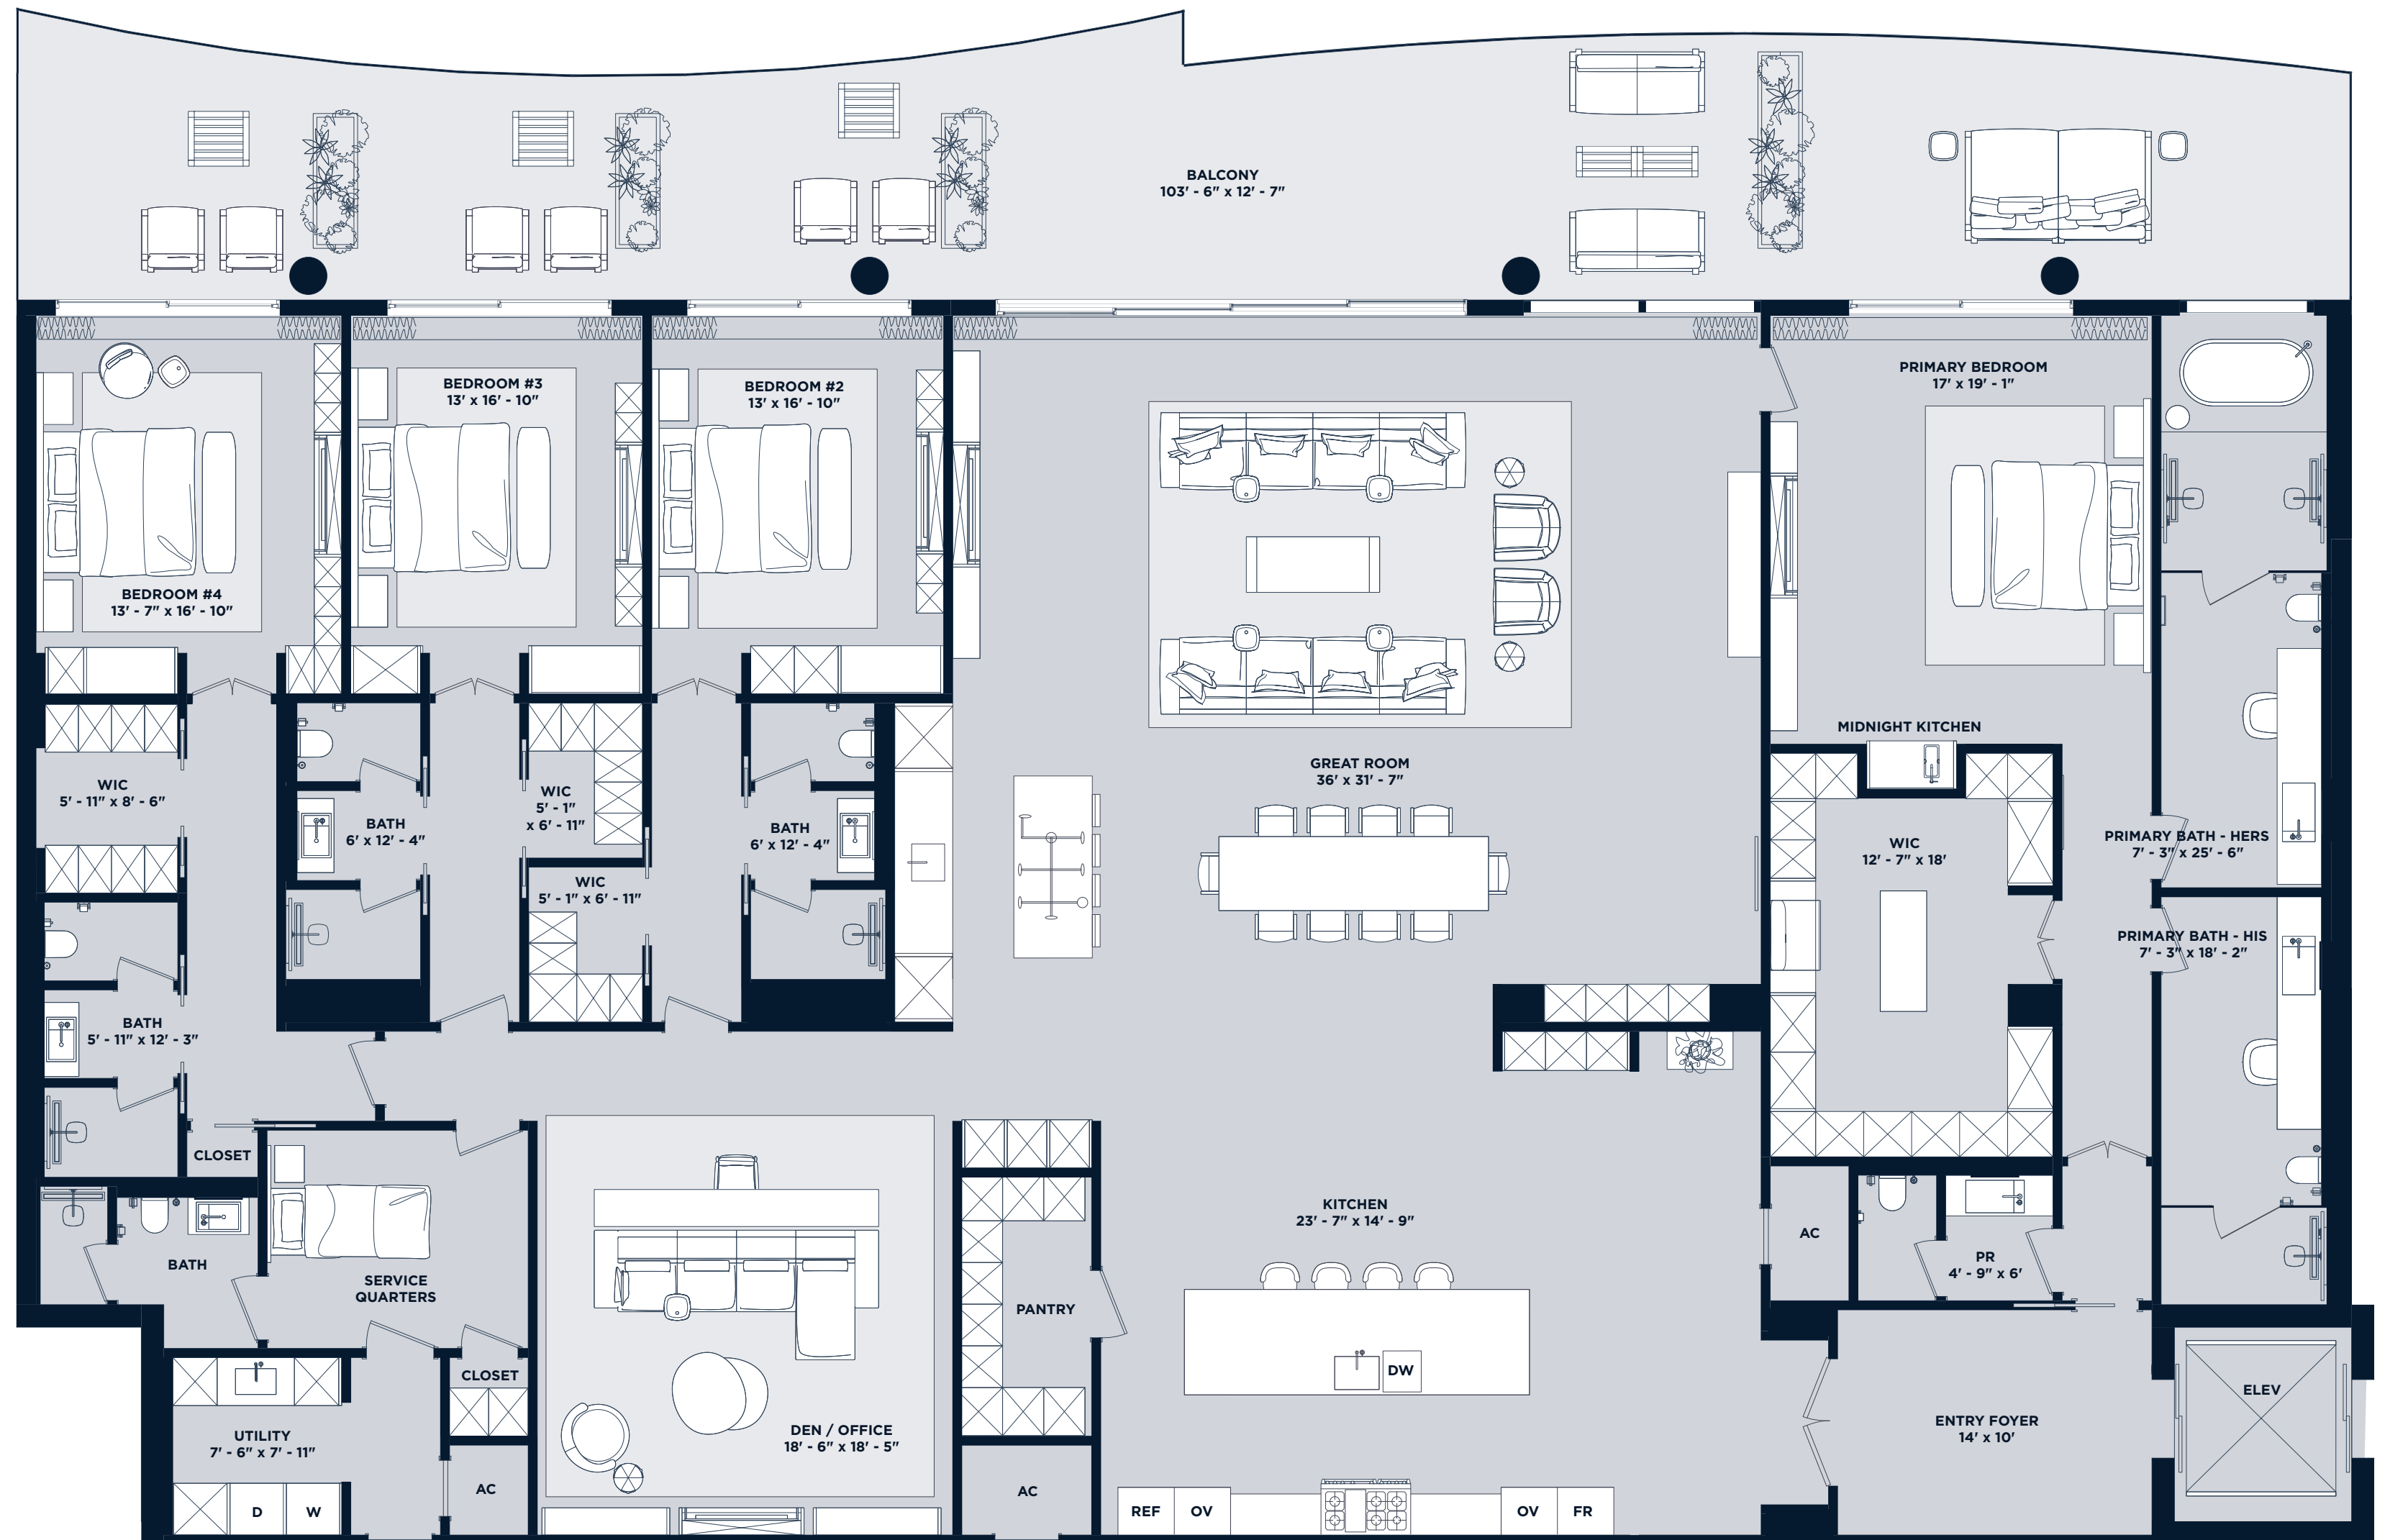 BALCONY
103' - 6" x 12' - 7"
PRIMARY BEDROOM
17' x 19' - 1"
BEDROOM #3
13' x 16' - 10"
BEDROOM #2
13' x 16' - 10"
BEDROOM #4
13' - 7" x 16' - 10"
MIDNIGHT KITCHEN
GREAT ROOM
36' x 31' - 7"
WIC
5' - 11" x 8' - 6"
WIC
5' - 1"
x 6' - 11"
BATH
6' x 12' - 4"
BATH
6' x 12' - 4"
WIC
12' - 7" x 18'
PRIMARY BATH - HERS
7' - 3" x 25' - 6"
WIC
5' - 1" x 6' - 11"
PRIMARY BATH - HIS
7' - 3" x 18' - 2"
BATH
5' - 11" x 12' - 3"
CLOSET
KITCHEN
23' - 7" x 14' - 9"
AC
BATH
PR
4' - 9" x 6'
SERVICE
QUARTERS
PANTRY
DW
CLOSET
ELEV
DEN / OFFICE
18' - 6" x 18' - 5"
ENTRY FOYER
14' x 10'
UTILITY
7' - 6" x 7' - 11"
AC
AC
D
W
REF
OV
OV
FR